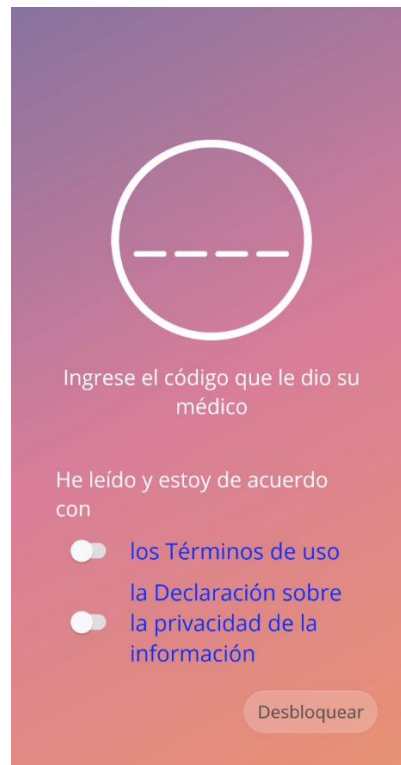 Ingrese el código que le dio su
médico
He leído y estoy de acuerdo
con
los Términos de uso
la Declaración sobre
la privacidad de la
información
Desbloquear